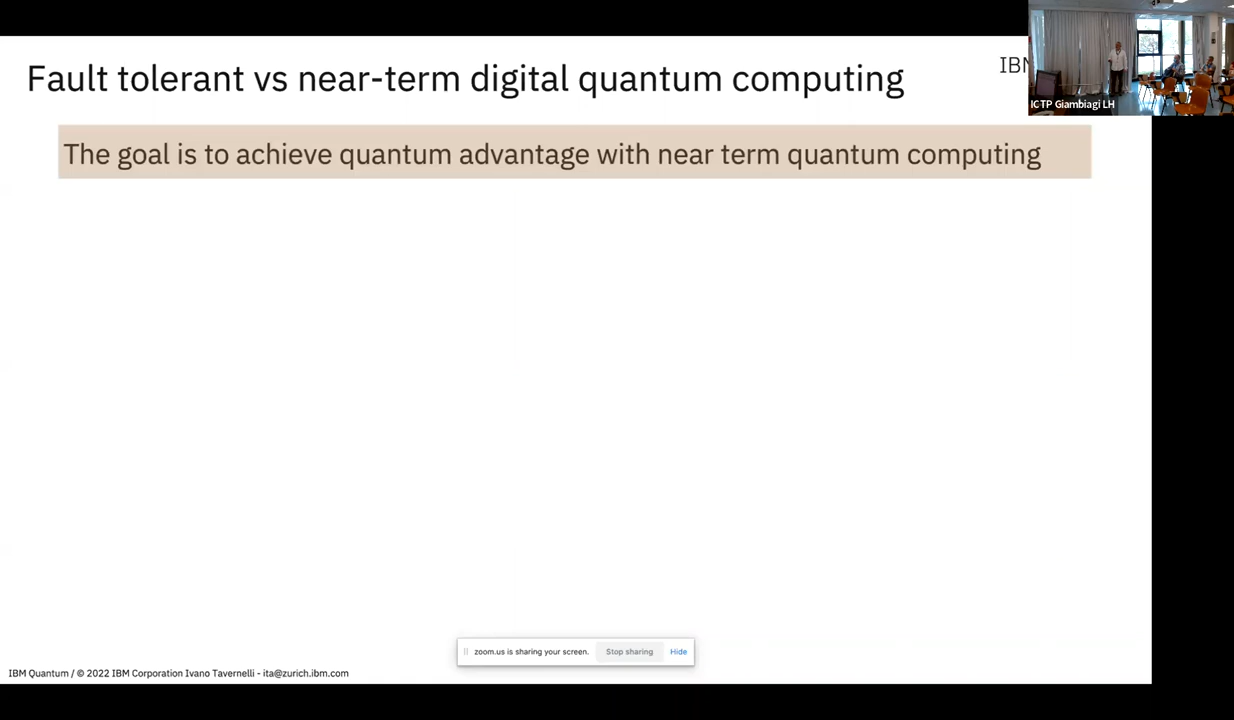 Fault tolerant vs near-term digital quantum computing
IBM
ICTP Giambiagi LH
The goal is to achieve quantum advantage with near term quantum computing
zoom.us is sharing your screen.
Stop sharing
Hide
IBM Quantum / © 2022 IBM Corporation Ivano Tavernelli - ita@zurich.ibm.com